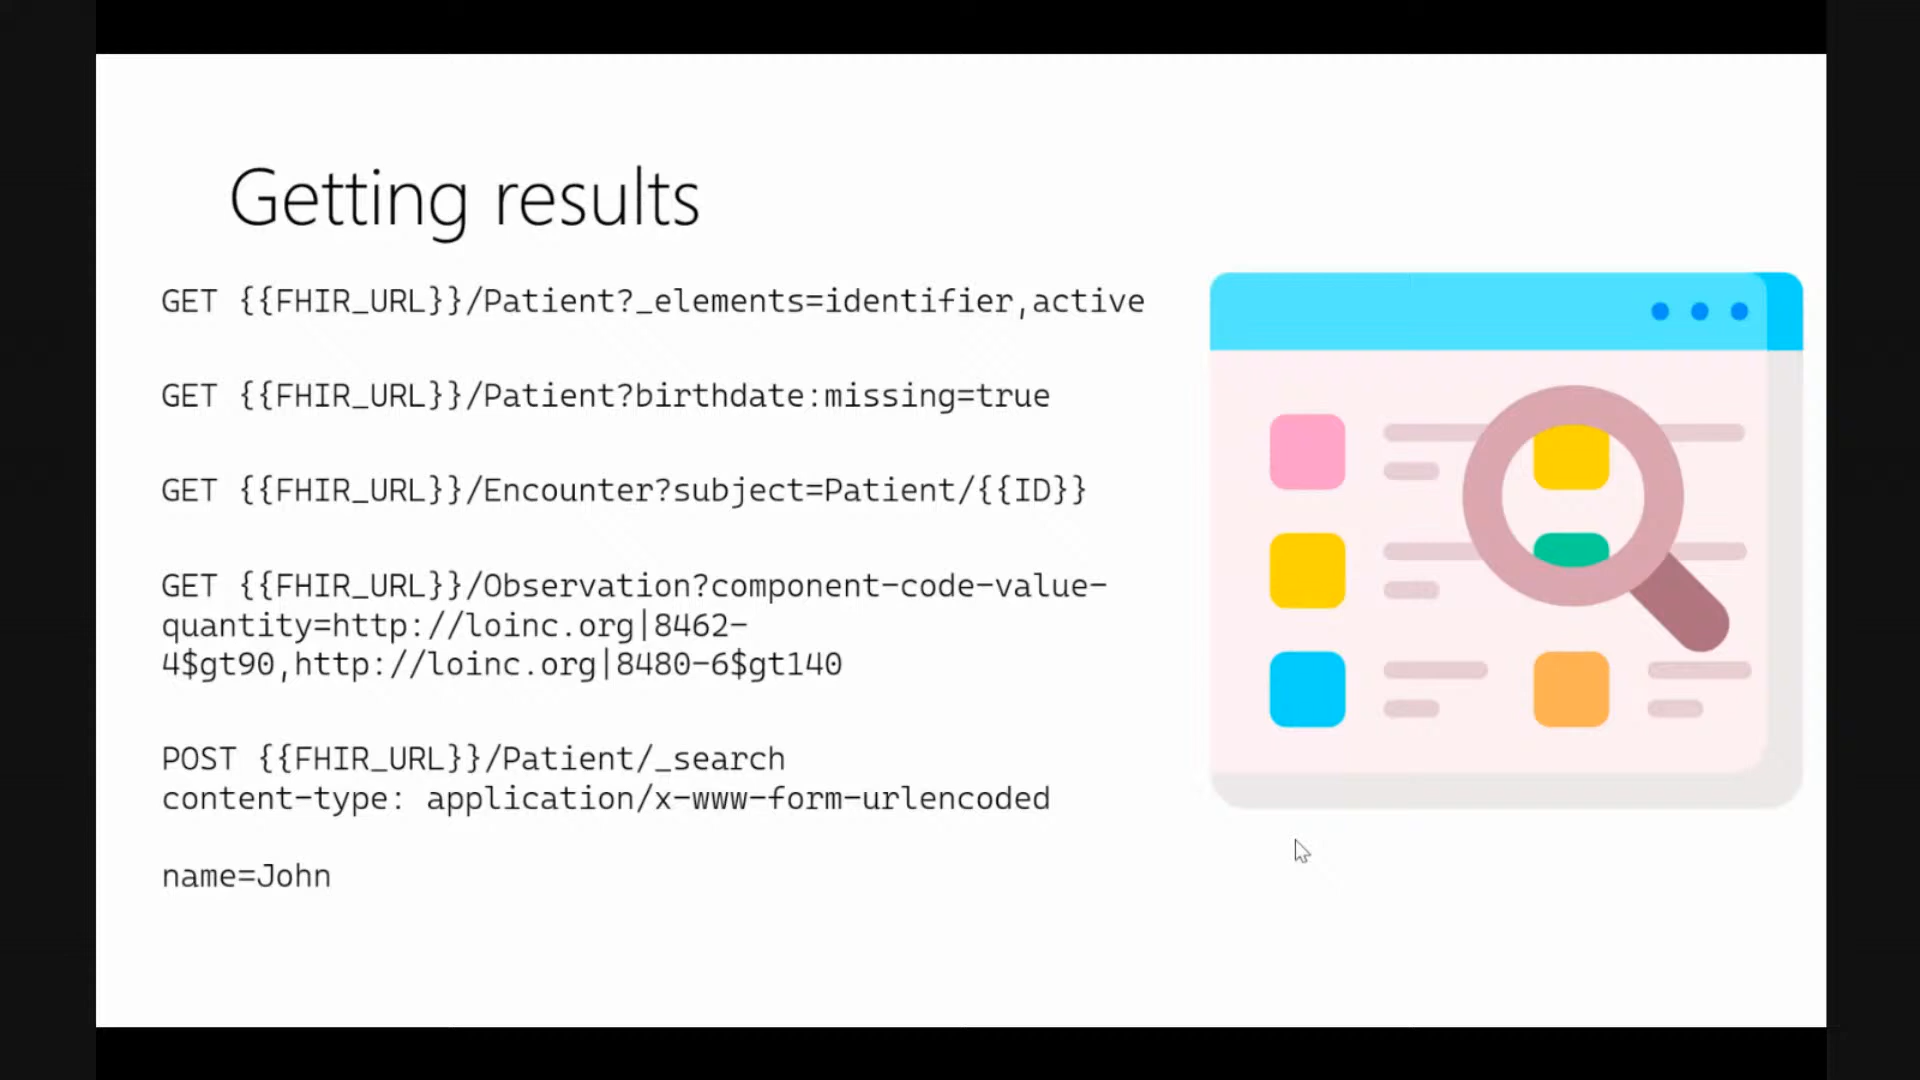 Getting results
GET {{FHIR_URL}}/Patient?_elements=identifier,active
GET {{FHIR_URL}}/Patient?birthdate:missing=true
GET {{FHIR_URL}}/Encounter?subject=Patient/{{ID}}
GET {{FHIR_URL}}/Observation?component-code-value-
quantity=http://loinc.org|8462-
4$gt90,http://loinc.org|8480-6$gt140
POST {{FHIR_URL}}/Patient/_search
content-type: application/x-www-form-urlencoded
name=John